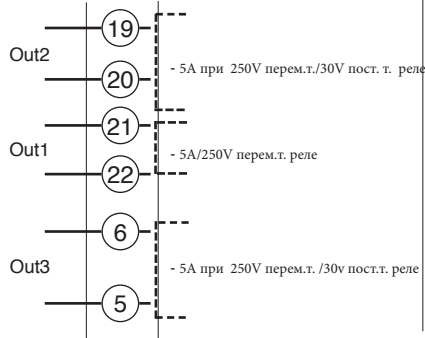 19
Out2
- 5A при 250V перем.т./30V пост. т. реле
20
21
Out1
- 5A/250V перем.т. реле
22
6
Out3
- 5A при 250V перем.т. /30v пост.т. реле
5